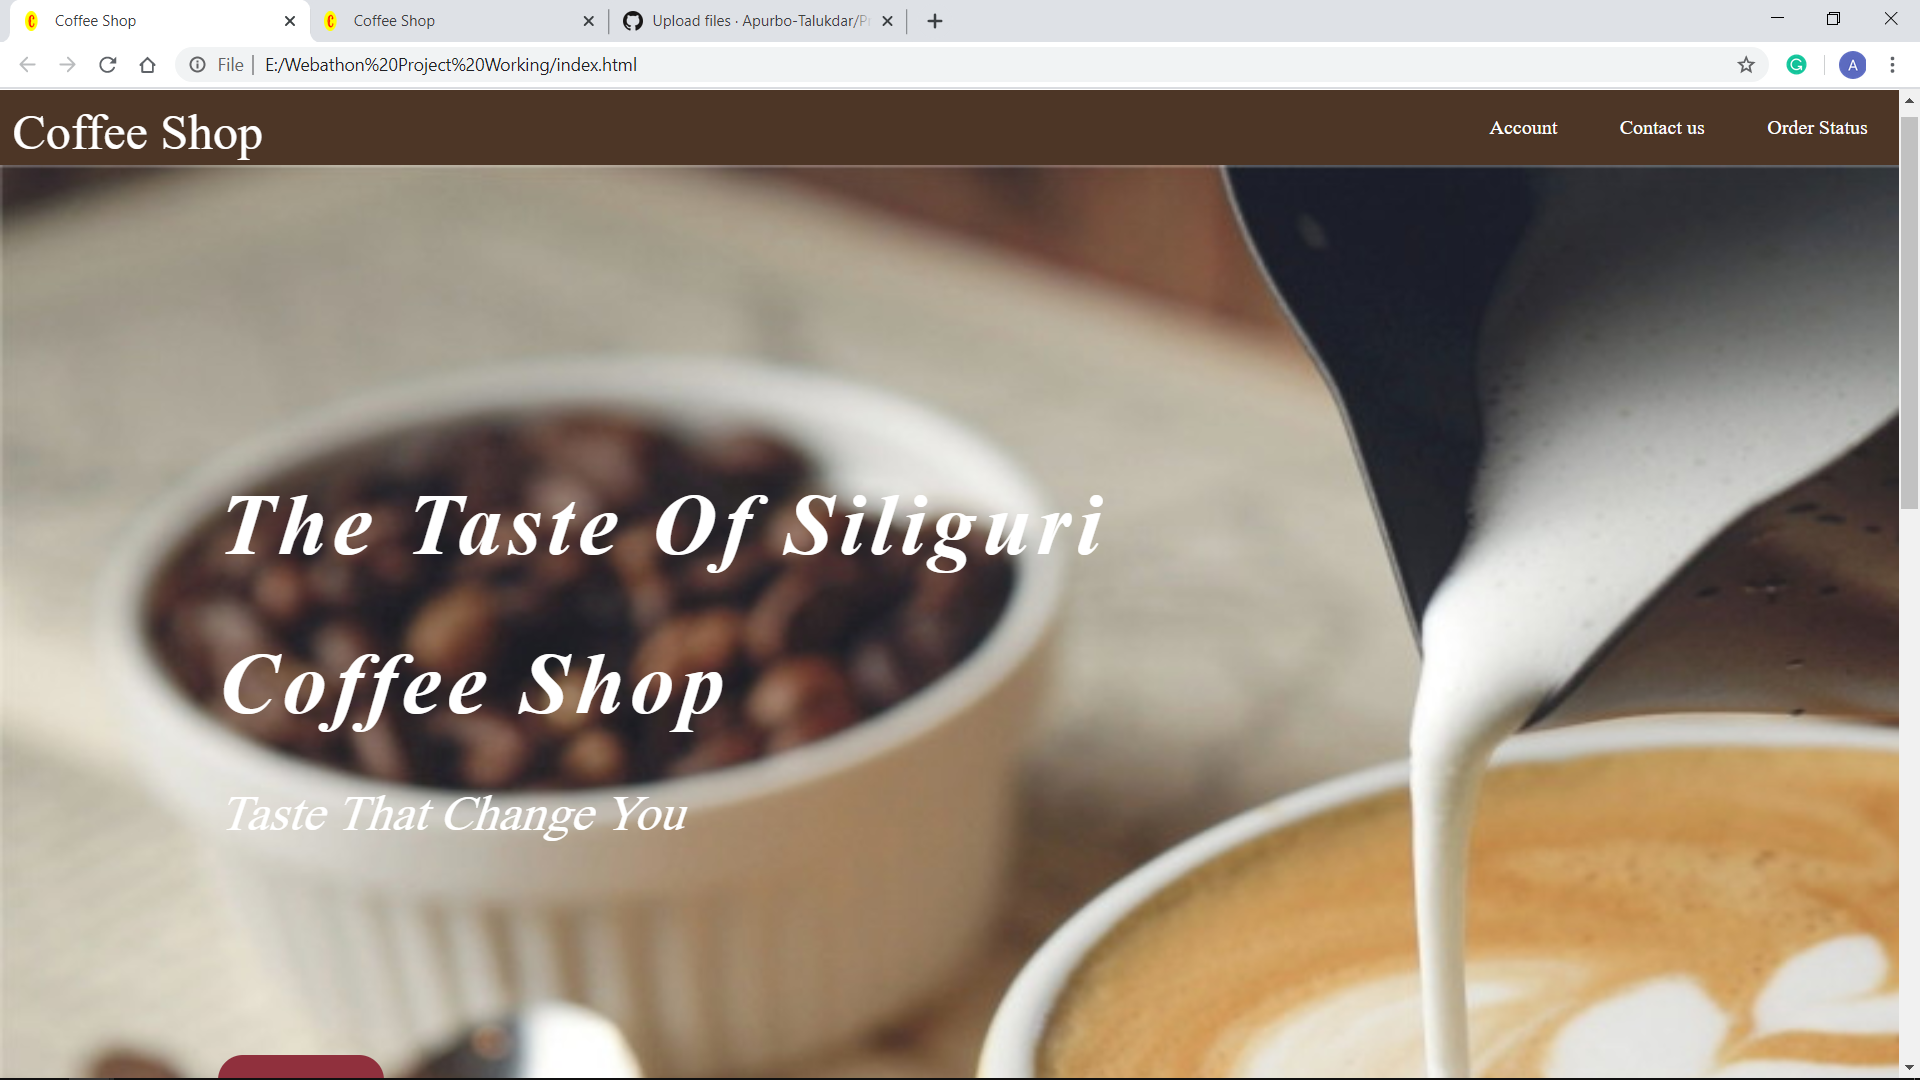 Coffee Shop
Coffee Shop
Upload files · Apurbo-Talukdar/Pr
File
E:/Webathon%20Project%20Working/index.html
A
Coffee Shop
Account
Contact us
Order Status
The Taste Of Siliguri
Coffee Shop
Taste That Change You